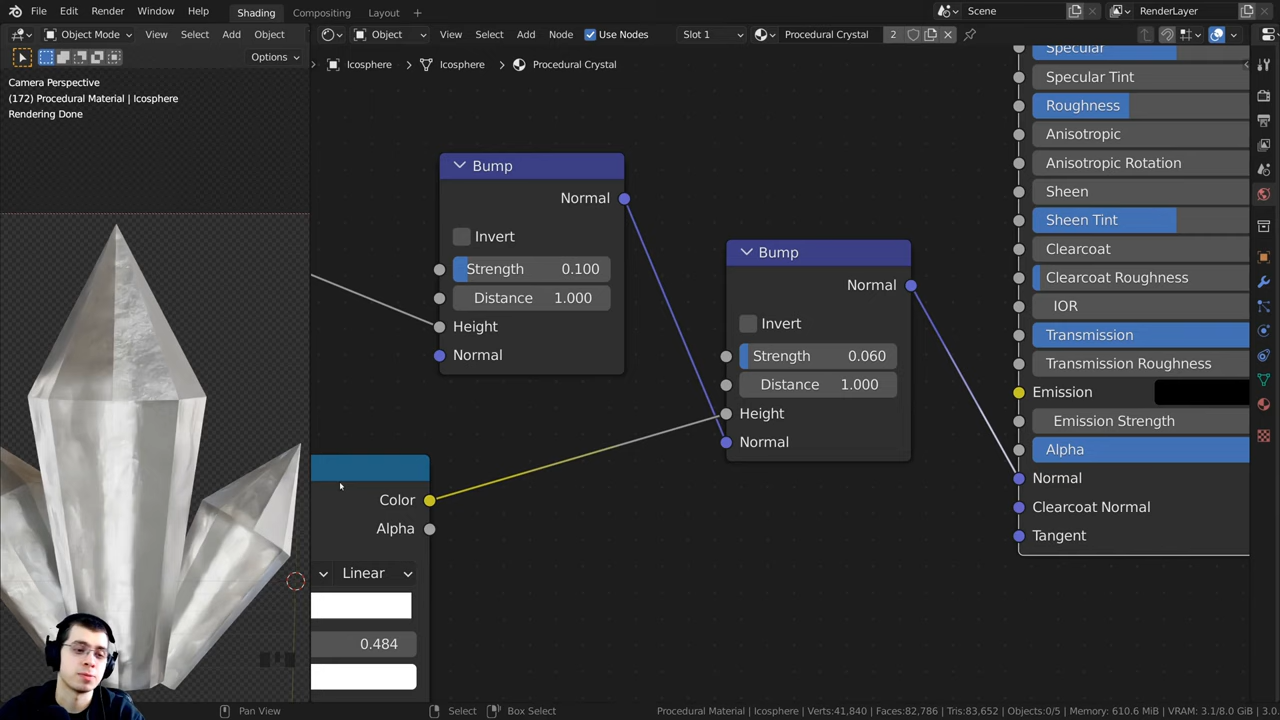 File Edit Render Window Help Shading Compositing Layout + Scene RenderLayer
Object Mode View Select Add Object
Object View Select Add Node Use Nodes Slot 1 Procedural Crystal 2
Options
Icosphere Icosphere Procedural Crystal
Camera Perspective
(172) Procedural Material | Icosphere
Rendering Done
Bump
Normal
Invert
Strength 0.100
Distance 1.000
Height
Normal
Bump
Normal
Invert
Strength 0.060
Distance 1.000
Height
Normal
Color
Alpha
Linear
0.484
Specular
Specular Tint
Roughness
Anisotropic
Anisotropic Rotation
Sheen
Sheen Tint
Clearcoat
Clearcoat Roughness
IOR
Transmission
Transmission Roughness
Emission
Emission Strength
Alpha
Normal
Clearcoat Normal
Tangent
Pan View Select Box Select Procedural Material | Icosphere | Verts:41,840 | Faces:82,786 | Tris:83,652 | Objects:0/5 | Memory: 610.6 MiB | VRAM: 3.1/8.0 GiB | 3.0.